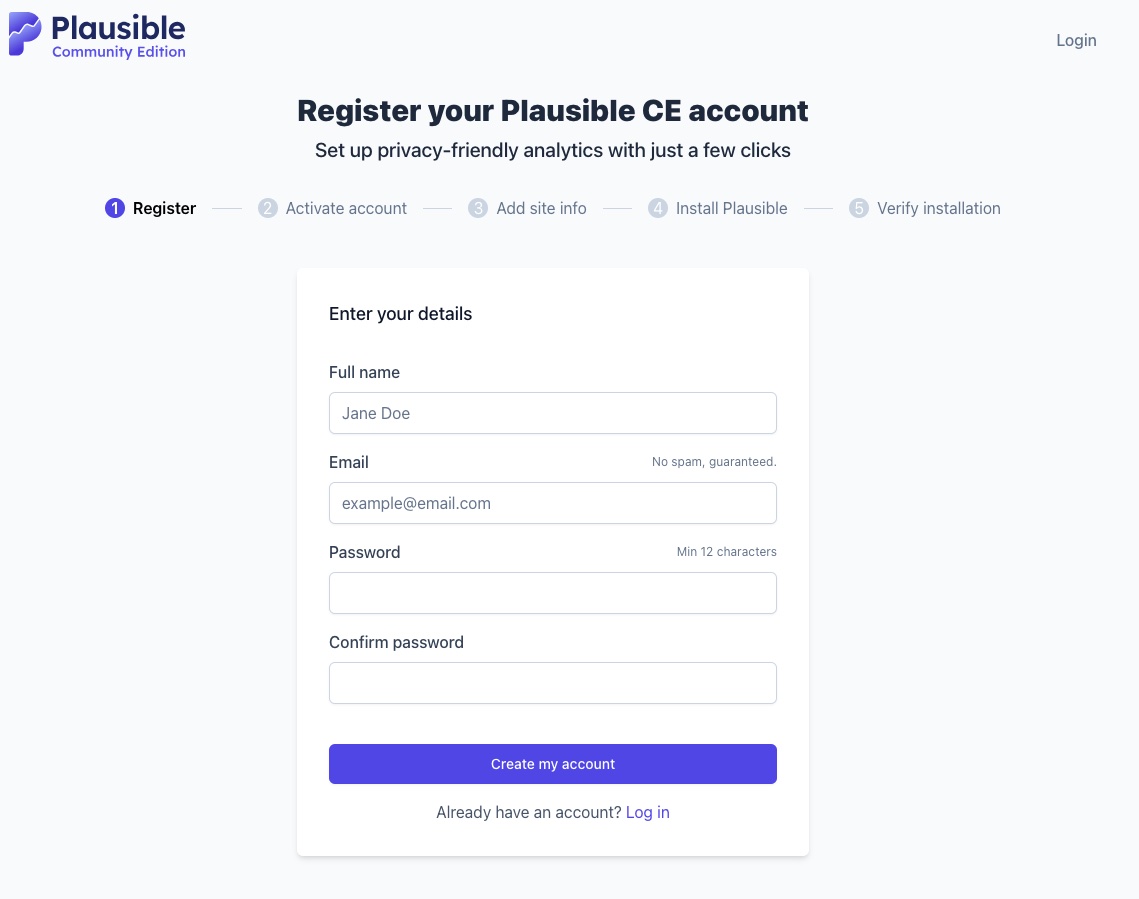 Plausible
Community Edition
Login
Register your Plausible CE account
Set up privacy-friendly analytics with just a few clicks
1 Register 2 Activate account 3 Add site info 4 Install Plausible 5 Verify installation
Enter your details
Full name
Jane Doe
Email No spam, guaranteed.
example@email.com
Password Min 12 characters
Confirm password
Create my account
Already have an account? Log in